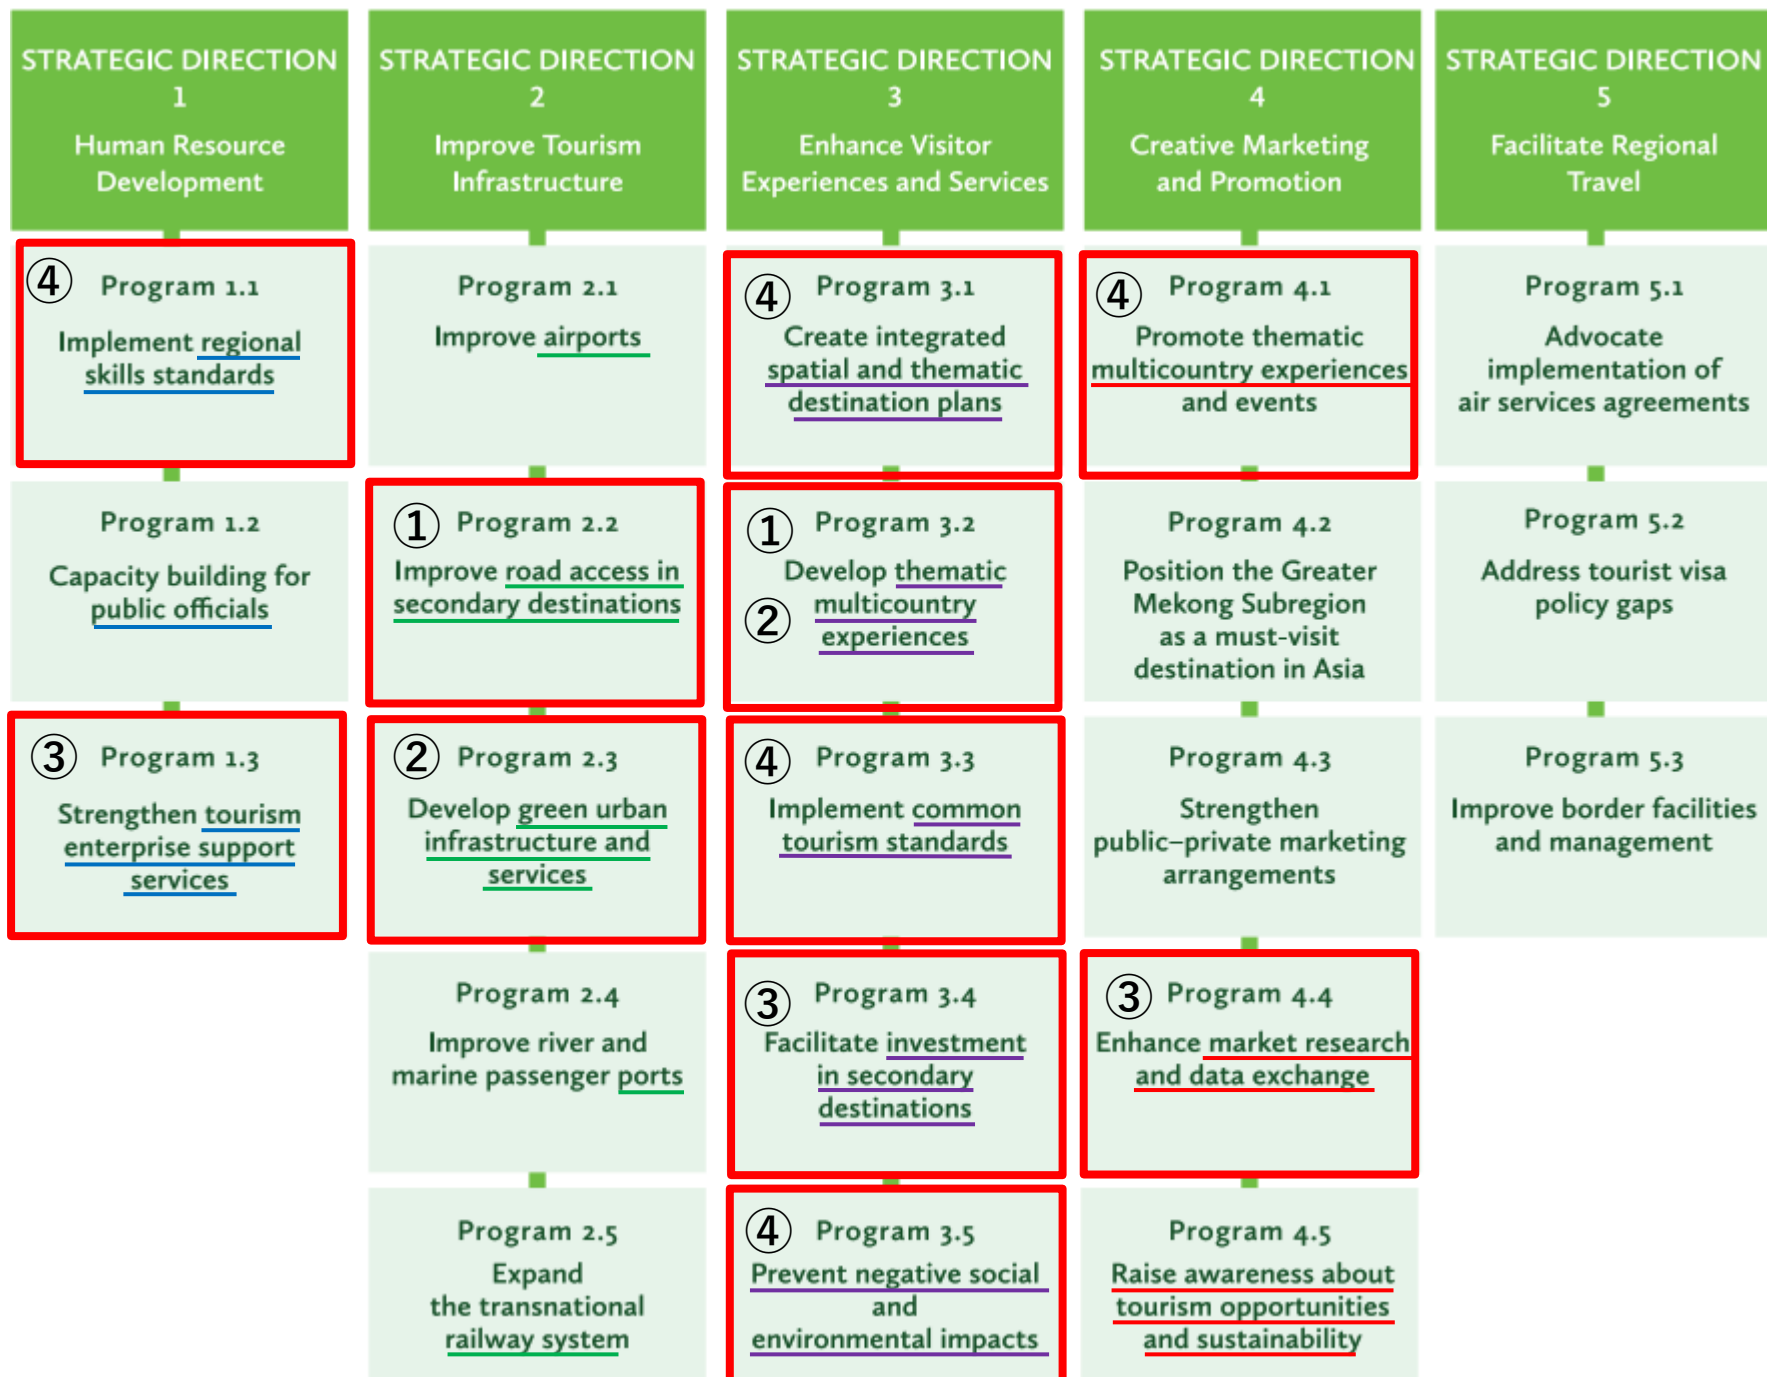 STRATEGIC DIRECTION
1
Human Resource
Development
④ Program 1.1
Implement regional
skills standards
Program 1.2
Capacity building for
public officials
③ Program 1.3
Strengthen tourism
enterprise support
services
STRATEGIC DIRECTION
2
Improve Tourism
Infrastructure
Program 2.1
Improve airports
① Program 2.2
Improve road access in
secondary destinations
② Program 2.3
Develop green urban
infrastructure and
services
Program 2.4
Improve river and
marine passenger ports
Program 2.5
Expand
the transnational
railway system
STRATEGIC DIRECTION
3
Enhance Visitor
Experiences and Services
④ Program 3.1
Create integrated
spatial and thematic
destination plans
① Program 3.2
Develop thematic
② multicountry
experiences
④ Program 3.3
Implement common
tourism standards
③ Program 3.4
Facilitate investment
in secondary
destinations
④ Program 3.5
Prevent negative social
and
environmental impacts
STRATEGIC DIRECTION
4
Creative Marketing
and Promotion
④ Program 4.1
Promote thematic
multicountry experiences
and events
Program 4.2
Position the Greater
Mekong Subregion
as a must-visit
destination in Asia
Program 4.3
Strengthen
public–private marketing
arrangements
③ Program 4.4
Enhance market research
and data exchange
Program 4.5
Raise awareness about
tourism opportunities
and sustainability
STRATEGIC DIRECTION
5
Facilitate Regional
Travel
Program 5.1
Advocate
implementation of
air services agreements
Program 5.2
Address tourist visa
policy gaps
Program 5.3
Improve border facilities
and management